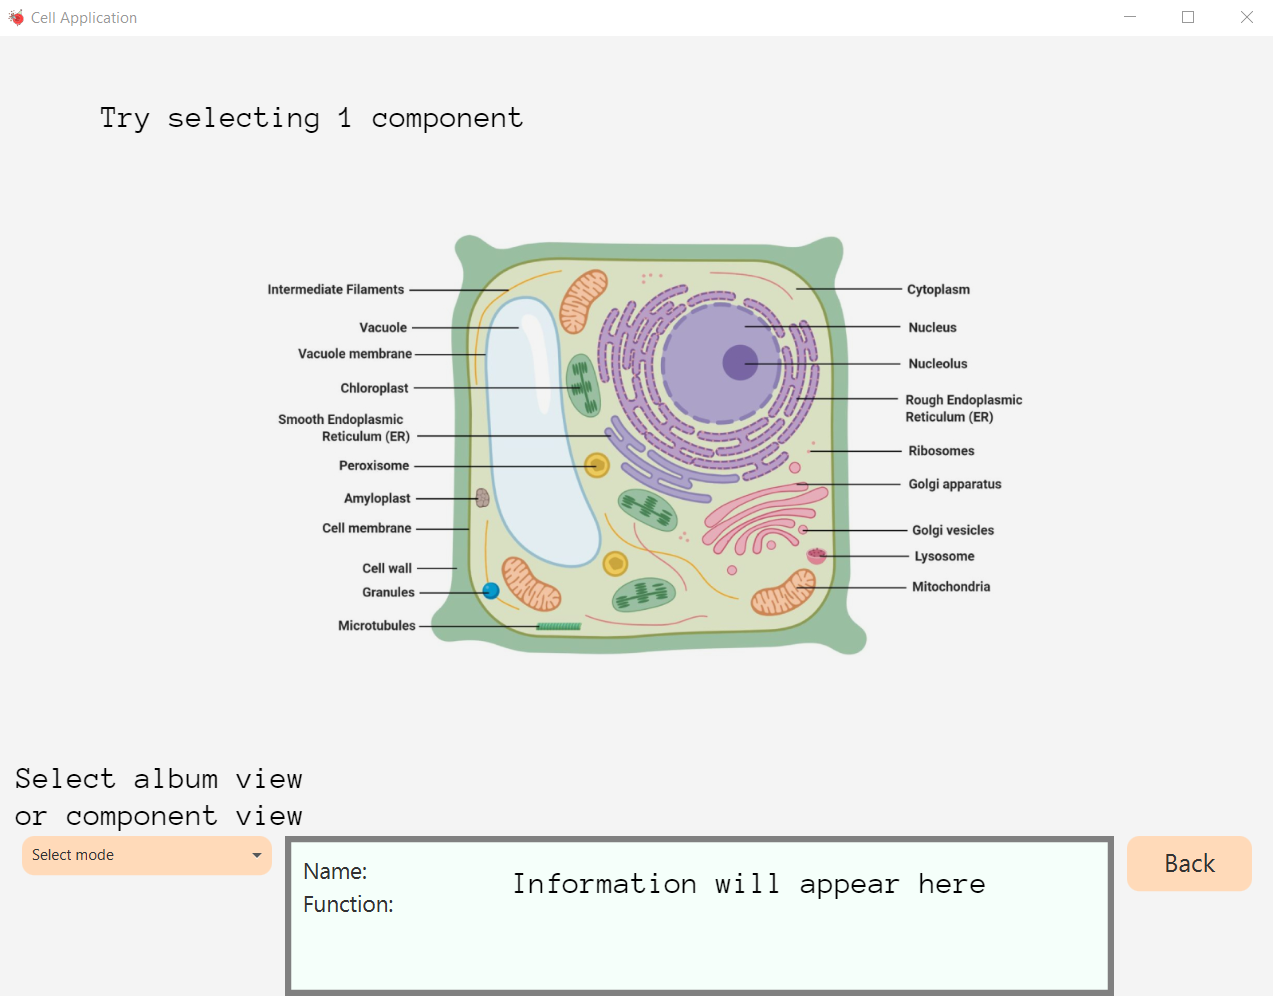 Cell Application
Try selecting 1 component
Intermediate Filaments
Vacuole
Vacuole membrane
Chloroplast
Smooth Endoplasmic
Reticulum (ER)
Peroxisome
Amyloplast
Cell membrane
Cell wall
Granules
Microtubules
Cytoplasm
Nucleus
Nucleolus
Rough Endoplasmic
Reticulum (ER)
Ribosomes
Golgi apparatus
Golgi vesicles
Lysosome
Mitochondria
Select album view
or component view
Select mode
Name:
Function:
Information will appear here
Back